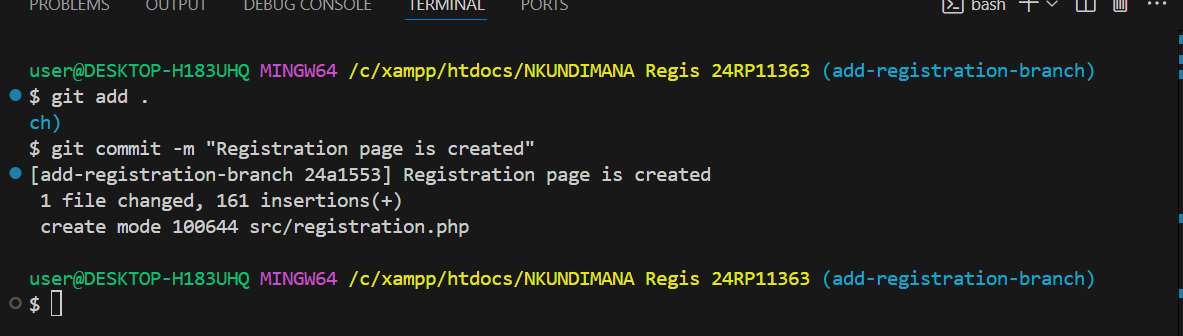 PROBLEMS OUTPUT DEBUG CONSOLE TERMINAL PORTS bash
user@DESKTOP-H183UHQ MINGW64 /c/xampp/htdocs/NKUNDIMANA Regis 24RP11363 (add-registration-branch)
$ git add .
ch)
$ git commit -m "Registration page is created"
[add-registration-branch 24a1553] Registration page is created
1 file changed, 161 insertions(+)
create mode 100644 src/registration.php
user@DESKTOP-H183UHQ MINGW64 /c/xampp/htdocs/NKUNDIMANA Regis 24RP11363 (add-registration-branch)
$